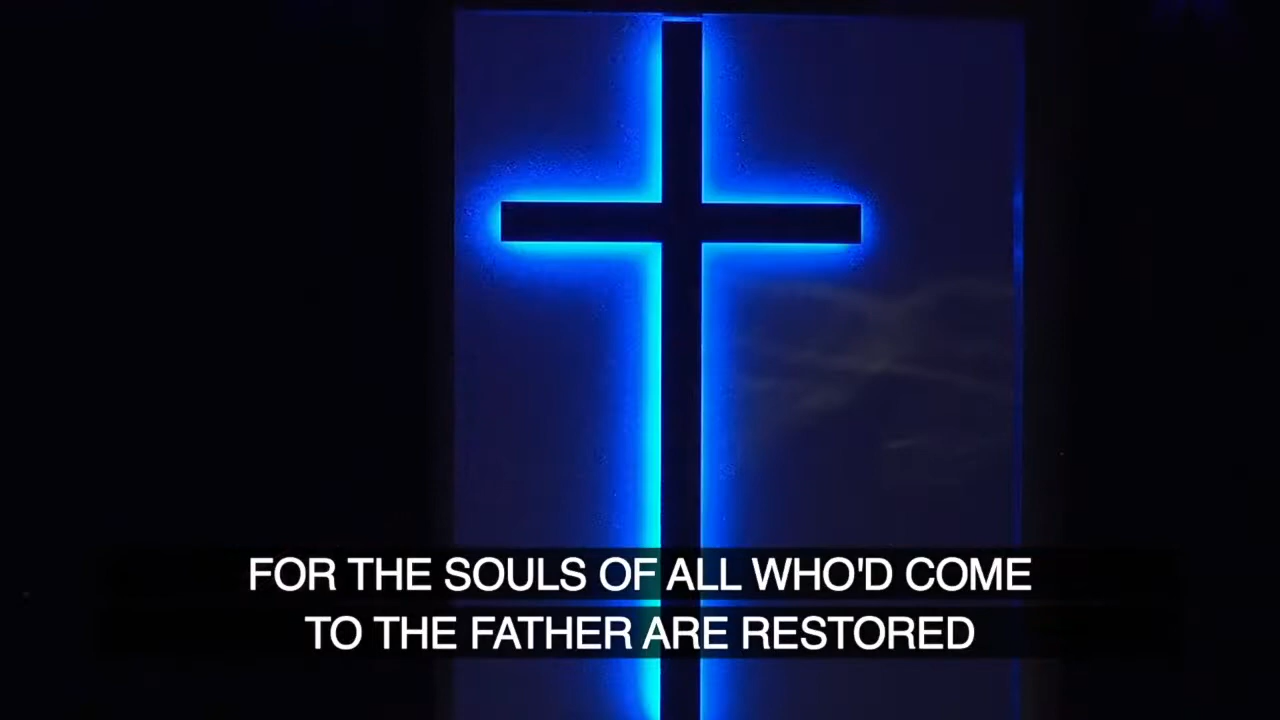 FOR THE SOULS OF ALL WHO'D COME
TO THE FATHER ARE RESTORED